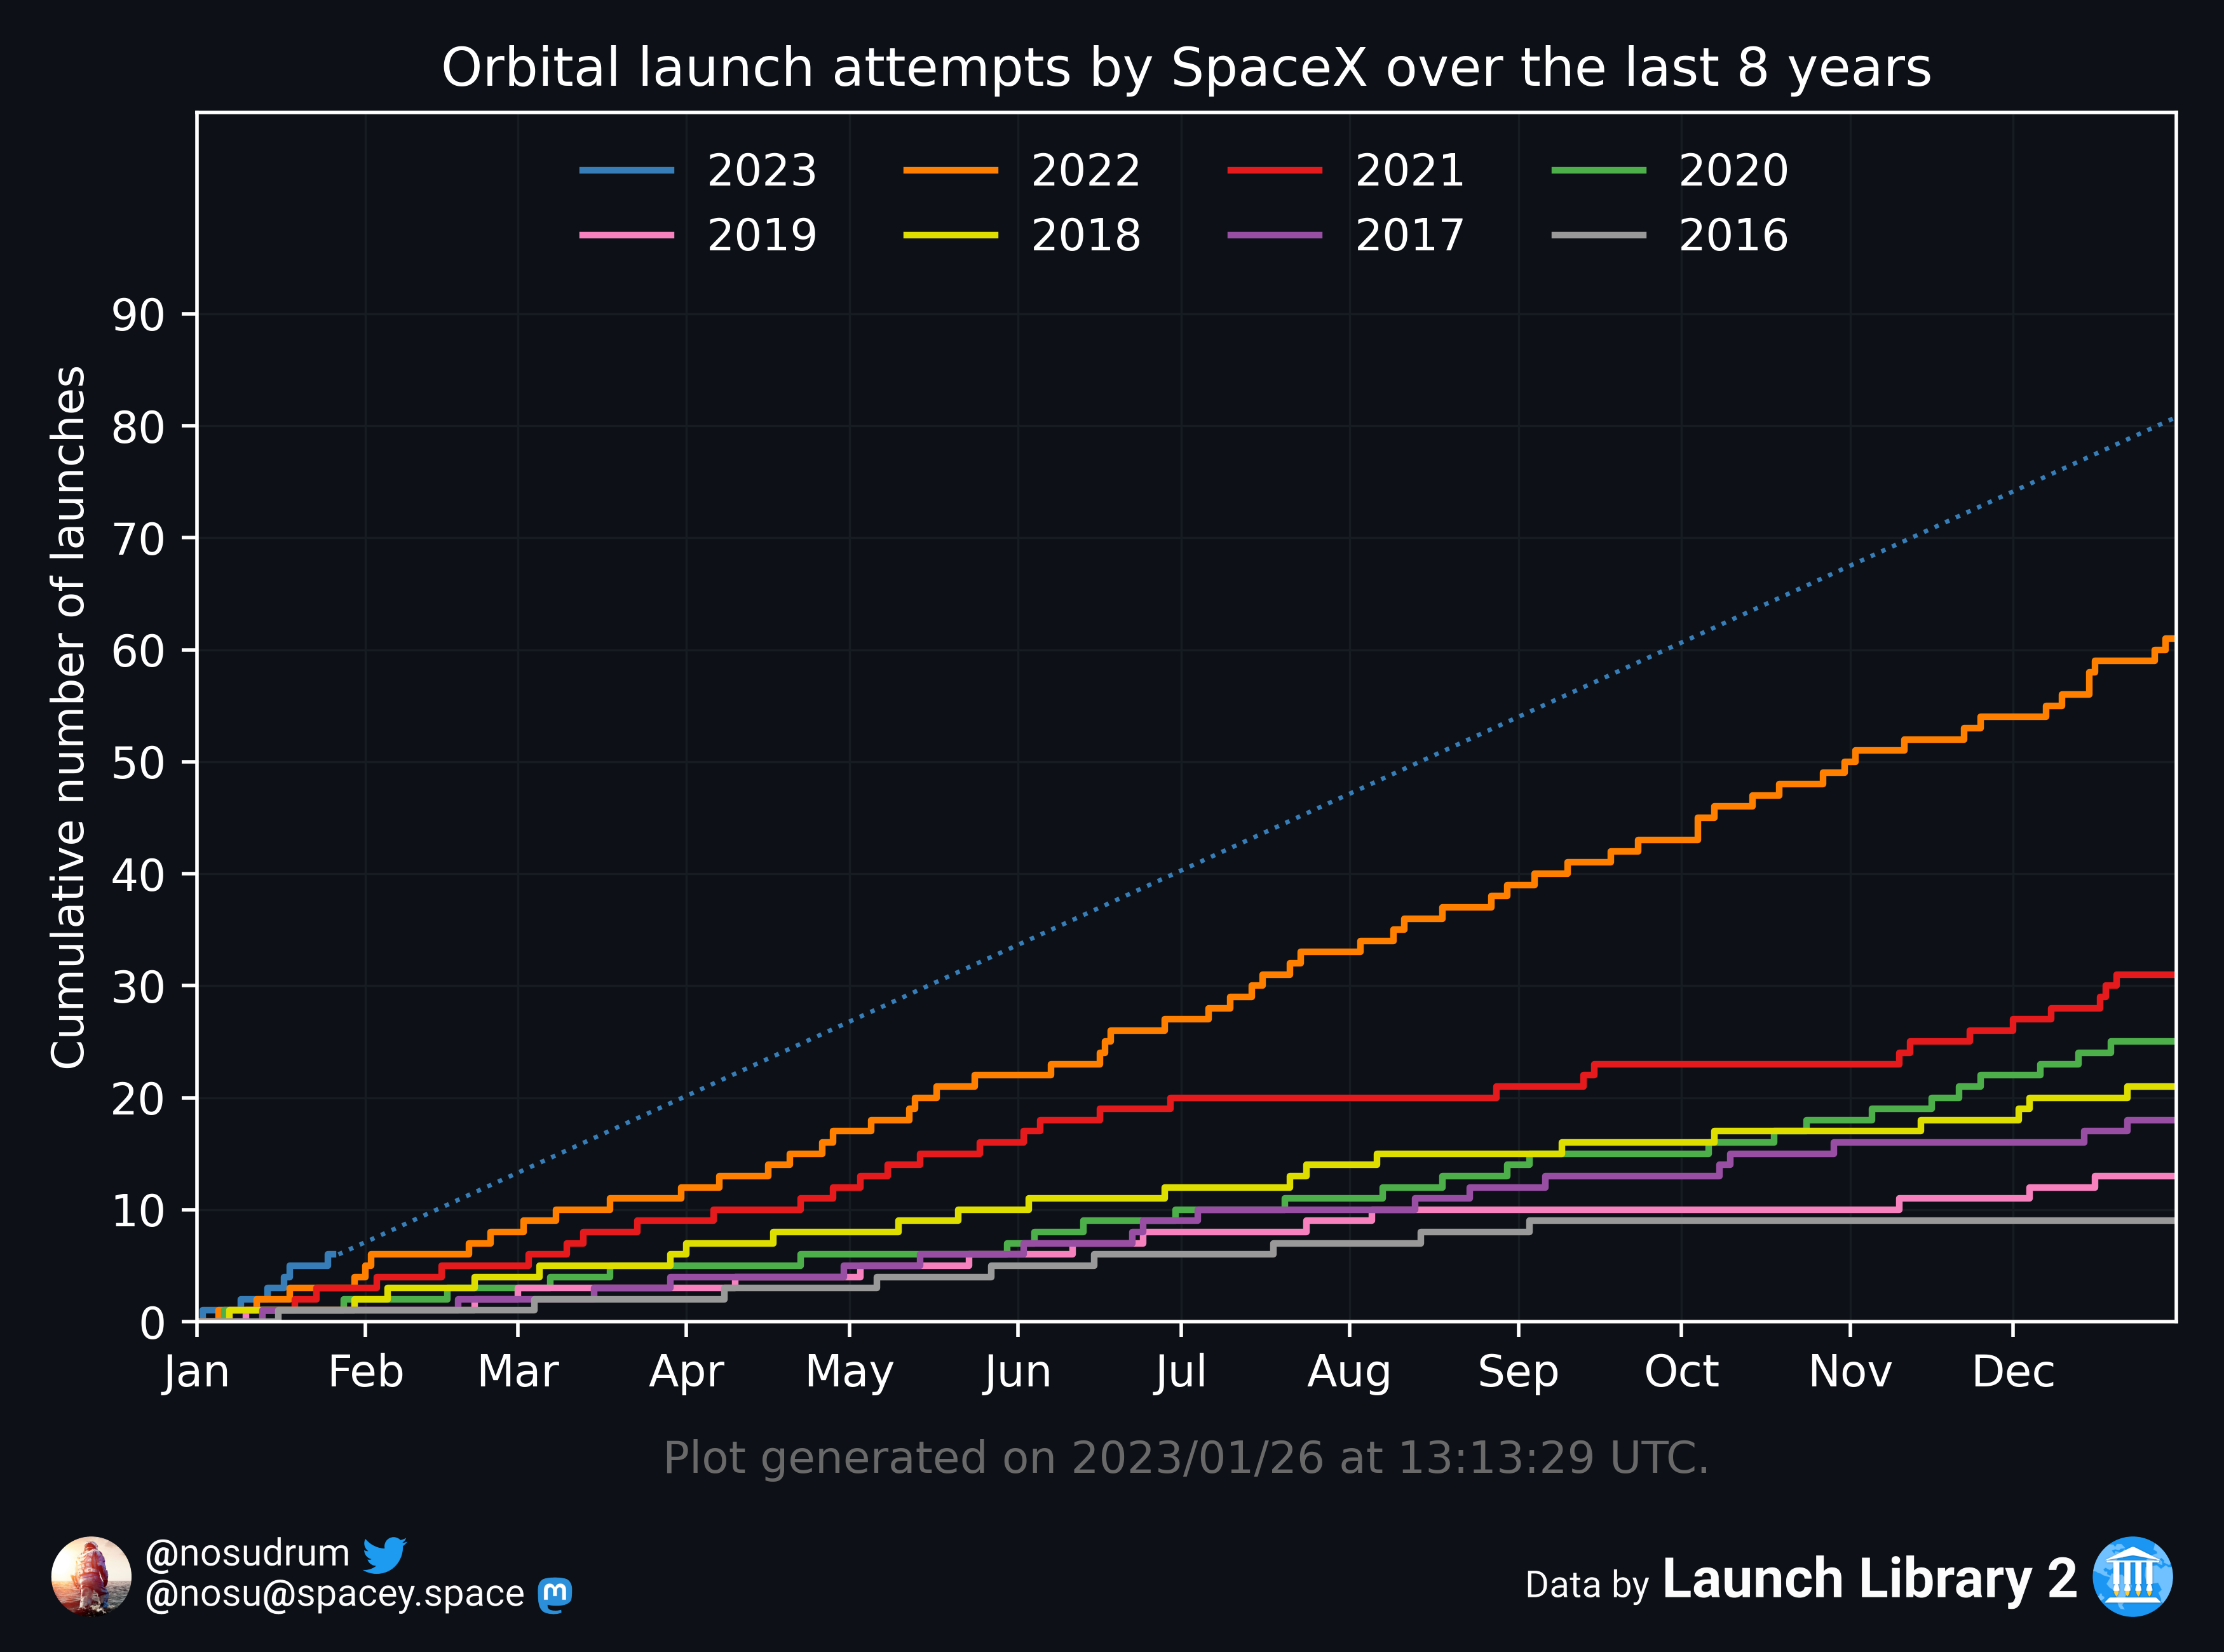 Orbital launch attempts by SpaceX over the last 8 years
2023 2022 2021 2020
2019 2018 2017 2016
Cumulative number of launches
90
80
70
60
50
40
30
20
10
0
Jan Feb Mar Apr May Jun Jul Aug Sep Oct Nov Dec
Plot generated on 2023/01/26 at 13:13:29 UTC.
@nosudrum
@nosu@spacey.space
Data by Launch Library 2